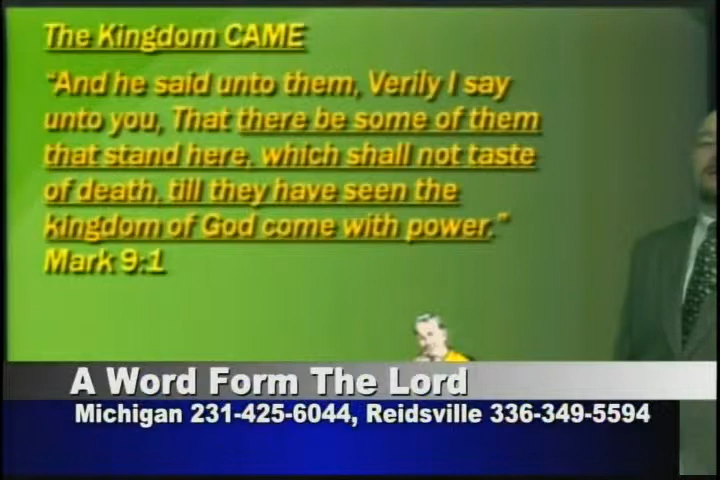 The Kingdom CAME
"And he said unto them, Verily I say
unto you, That there be some of them
that stand here, which shall not taste
of death, till they have seen the
kingdom of God come with power."
Mark 9:1
A Word Form The Lord
Michigan 231-425-6044, Reidsville 336-349-5594